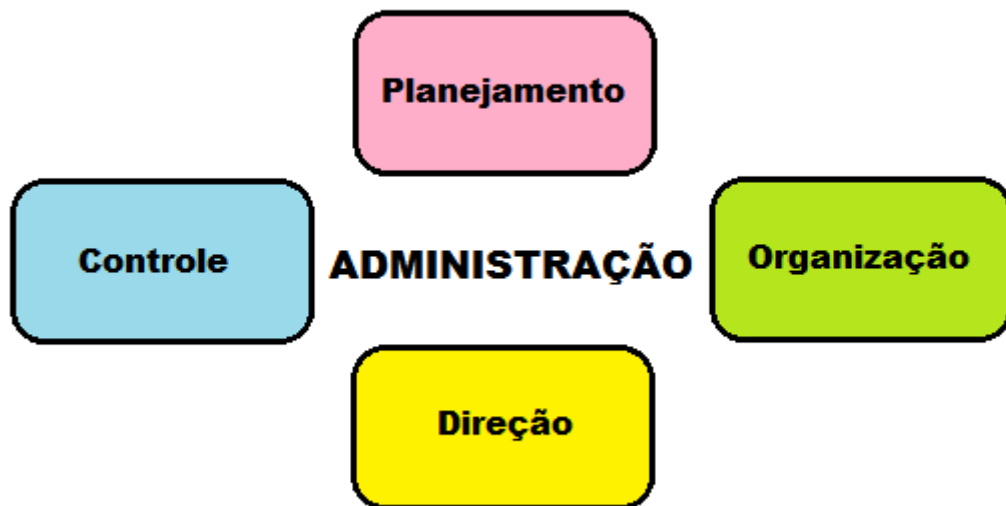 Planejamento
Controle
ADMINISTRAÇÃO
Organização
Direção